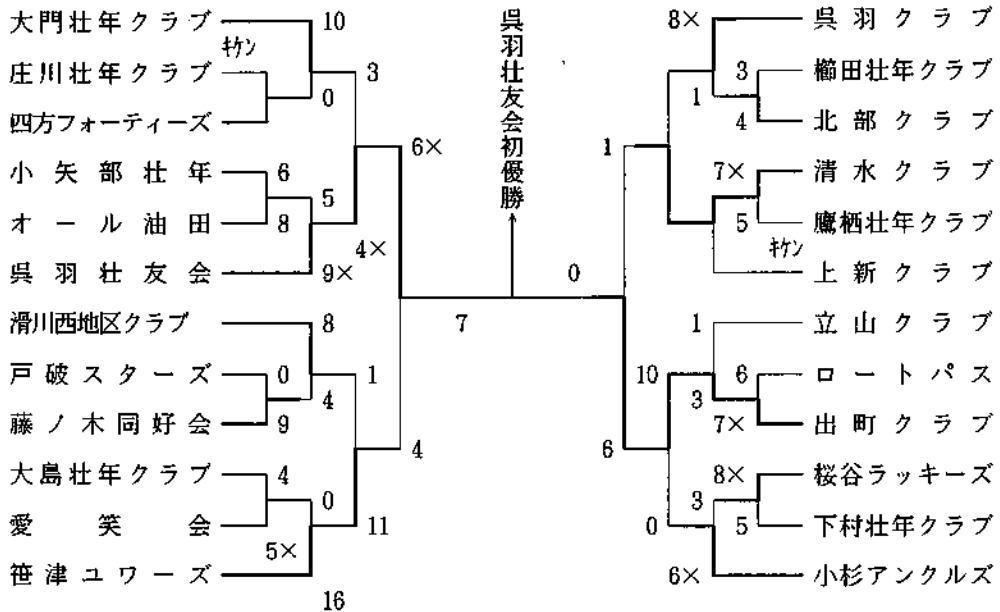 大門壮年クラブ
10
キケン
庄川壮年クラブ
3
0
四方フォーティーズ
6×
小矢部壮年
6
5
オール油田
8
4×
呉羽壮友会
9×
滑川西地区クラブ
8
7
戸破スターズ
0
1
4
藤ノ木同好会
9
4
大島壮年クラブ
4
0
愛笑会
11
5×
笹津ユワーズ
16
呉羽壮友会初優勝
8×
呉羽クラブ
3
櫛田壮年クラブ
1
4
北部クラブ
1
7×
清水クラブ
5
鷹栖壮年クラブ
キケン
上新クラブ
0
1
立山クラブ
10
6
ロートパス
3
7×
出町クラブ
6
8×
桜谷ラッキーズ
3
0
5
下村壮年クラブ
6×
小杉アンクルズ